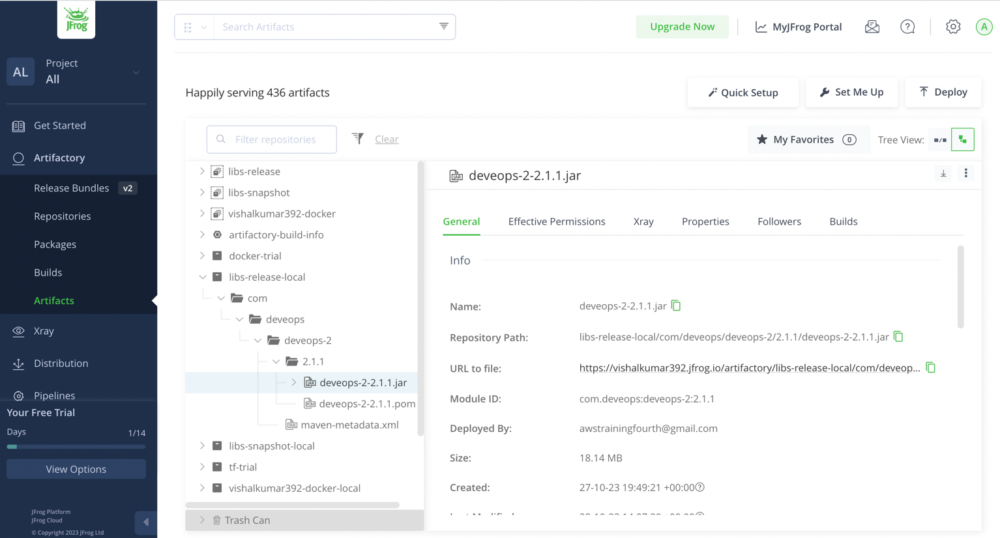 JFrog
Search Artifacts
Upgrade Now
MyJFrog Portal
A
AL
Project
All
Get Started
Artifactory
Release Bundles v2
Repositories
Packages
Builds
Artifacts
Xray
Distribution
Pipelines
Your Free Trial
Days 1/14
View Options
JFrog Platform
JFrog Cloud
© Copyright 2023 JFrog Ltd
Happily serving 436 artifacts
Quick Setup
Set Me Up
Deploy
Filter repositories
Clear
My Favorites 0
Tree View:
libs-release
libs-snapshot
vishalkumar392-docker
artifactory-build-info
docker-trial
libs-release-local
com
deveops
deveops-2
2.1.1
deveops-2-2.1.1.jar
deveops-2-2.1.1.pom
maven-metadata.xml
libs-snapshot-local
tf-trial
vishalkumar392-docker-local
Trash Can
deveops-2-2.1.1.jar
General Effective Permissions Xray Properties Followers Builds
Info
Name: deveops-2-2.1.1.jar
Repository Path: libs-release-local/com/deveops/deveops-2/2.1.1/deveops-2-2.1.1.jar
URL to file: https://vishalkumar392.jfrog.io/artifactory/libs-release-local/com/deveop...
Module ID: com.deveops:deveops-2:2.1.1
Deployed By: awstrainingfourth@gmail.com
Size: 18.14 MB
Created: 27-10-23 19:49:21 +00:00